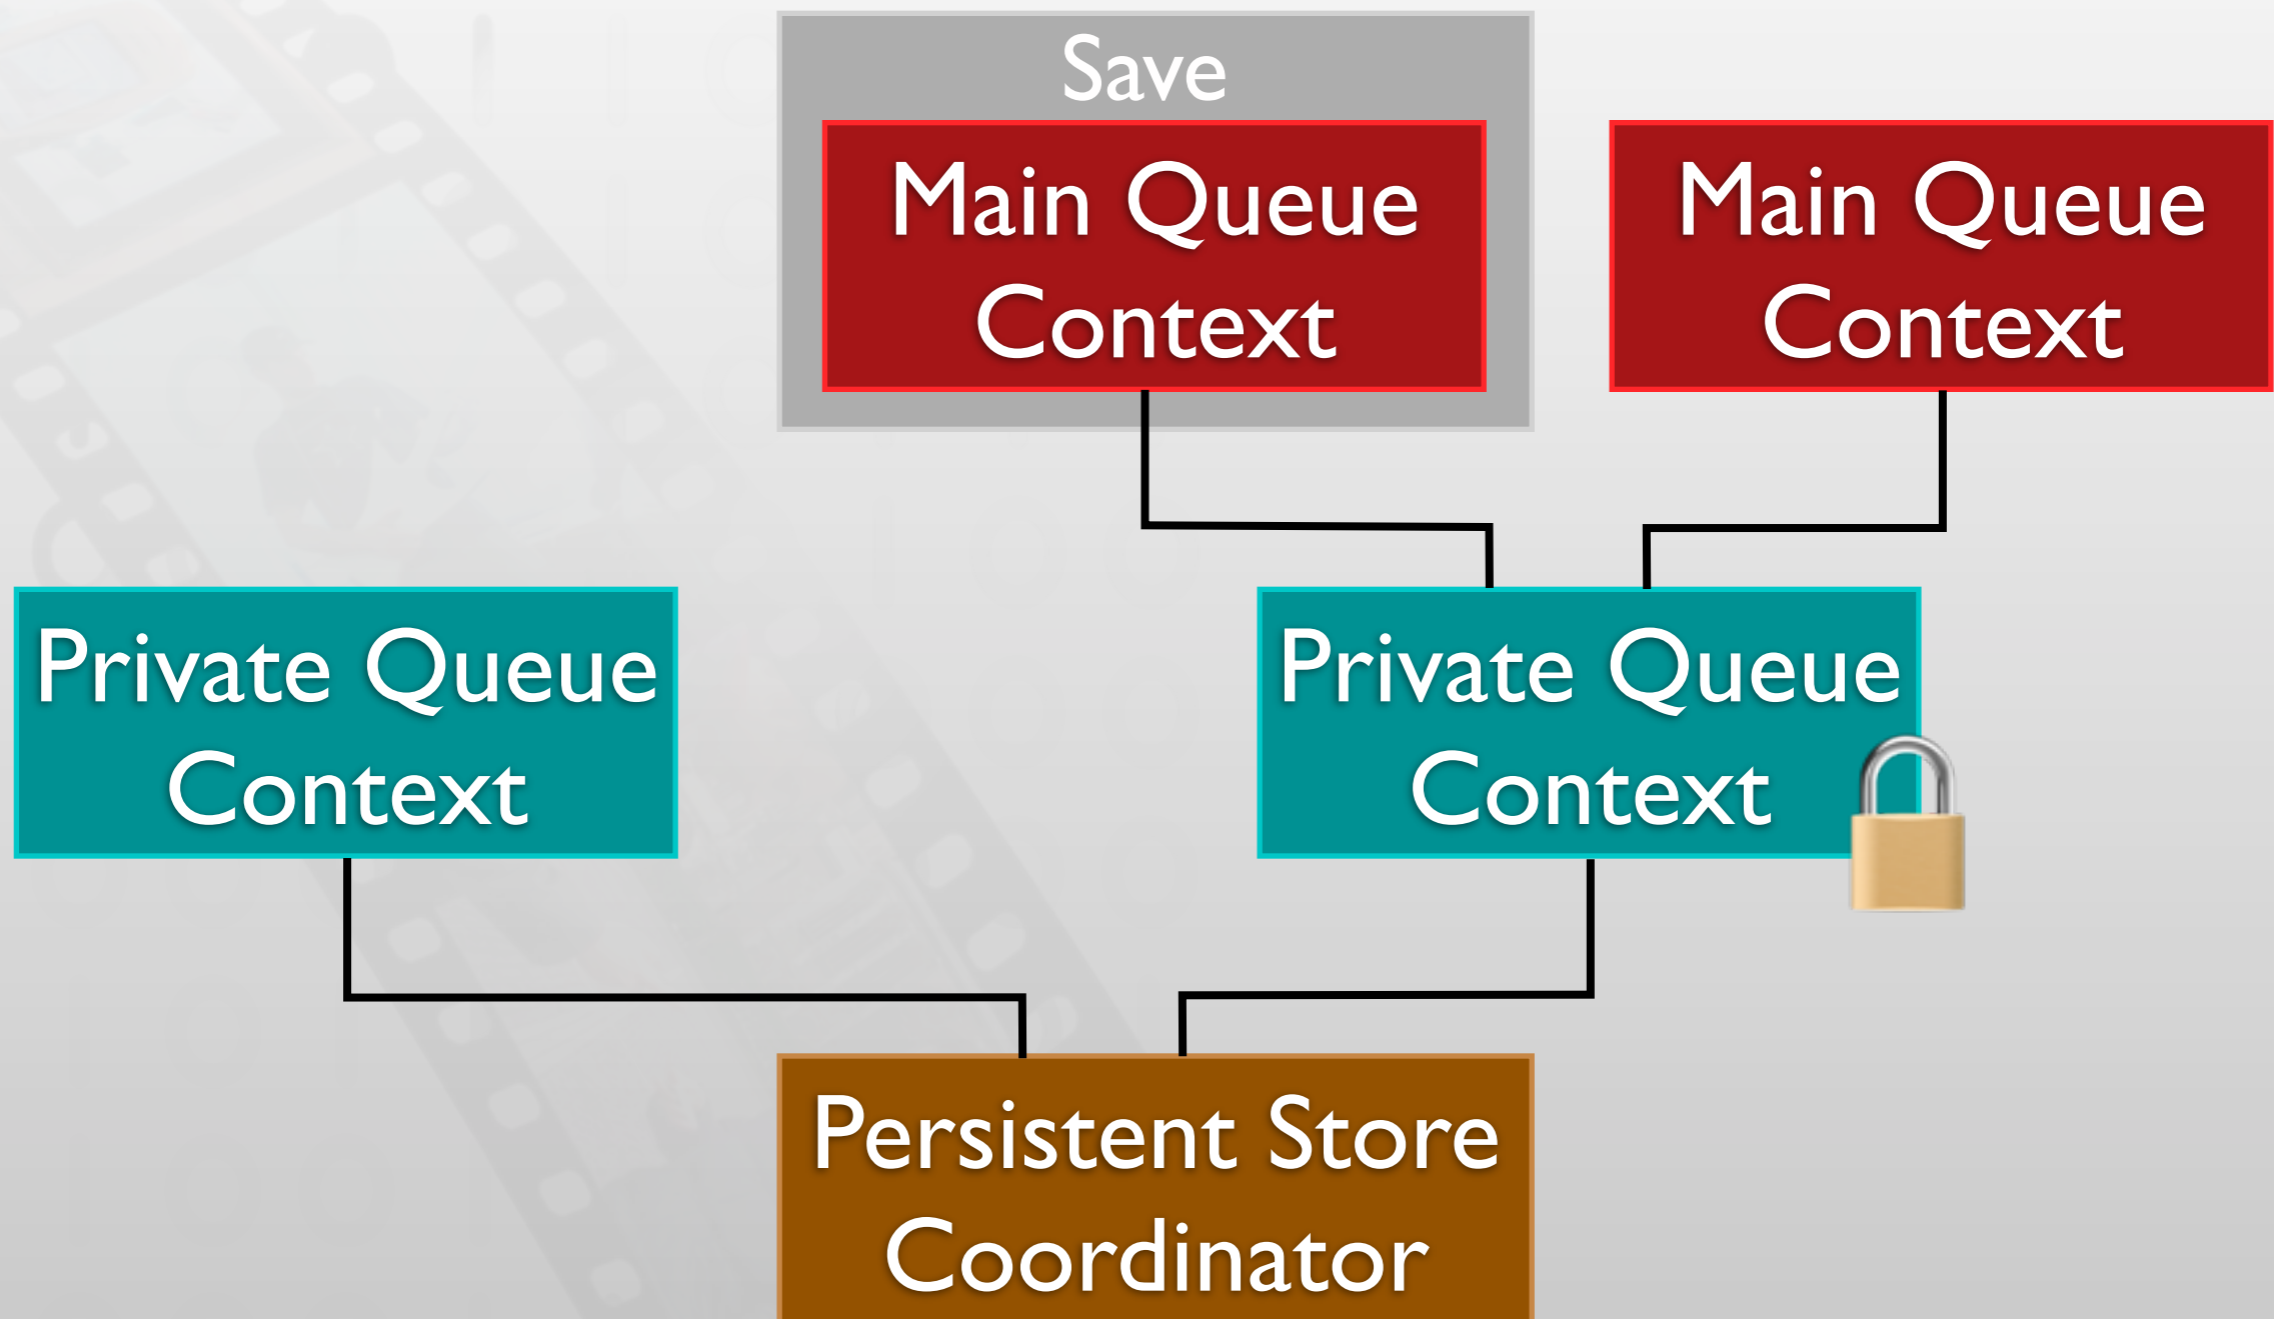 Save
Main Queue
Context
Main Queue
Context
Private Queue
Context
Private Queue
Context
Persistent Store
Coordinator